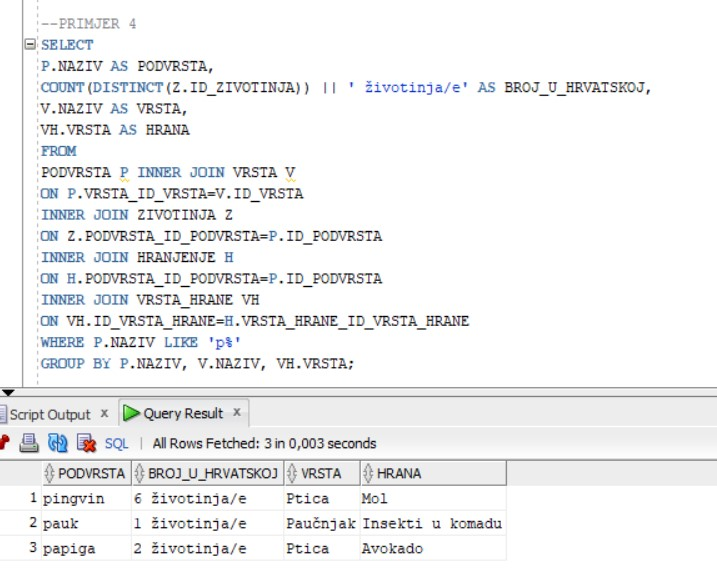 --PRIMJER 4
SELECT
P.NAZIV AS PODVRSTA,
COUNT(DISTINCT(Z.ID_ZIVOTINJA)) || ' životinja/e' AS BROJ_U_HRVATSKOJ,
V.NAZIV AS VRSTA,
VH.VRSTA AS HRANA
FROM
PODVRSTA P INNER JOIN VRSTA V
ON P.VRSTA_ID_VRSTA=V.ID_VRSTA
INNER JOIN ZIVOTINJA Z
ON Z.PODVRSTA_ID_PODVRSTA=P.ID_PODVRSTA
INNER JOIN HRANJENJE H
ON H.PODVRSTA_ID_PODVRSTA=P.ID_PODVRSTA
INNER JOIN VRSTA_HRANE VH
ON VH.ID_VRSTA_HRANE=H.VRSTA_HRANE_ID_VRSTA_HRANE
WHERE P.NAZIV LIKE 'p%'
GROUP BY P.NAZIV, V.NAZIV, VH.VRSTA;
Script Output x Query Result x
SQL | All Rows Fetched: 3 in 0,003 seconds
PODVRSTA BROJ_U_HRVATSKOJ VRSTA HRANA
1 pingvin 6 životinja/e Ptica Mol
2 pauk 1 životinja/e Paučnjak Insekti u komadu
3 papiga 2 životinja/e Ptica Avokado